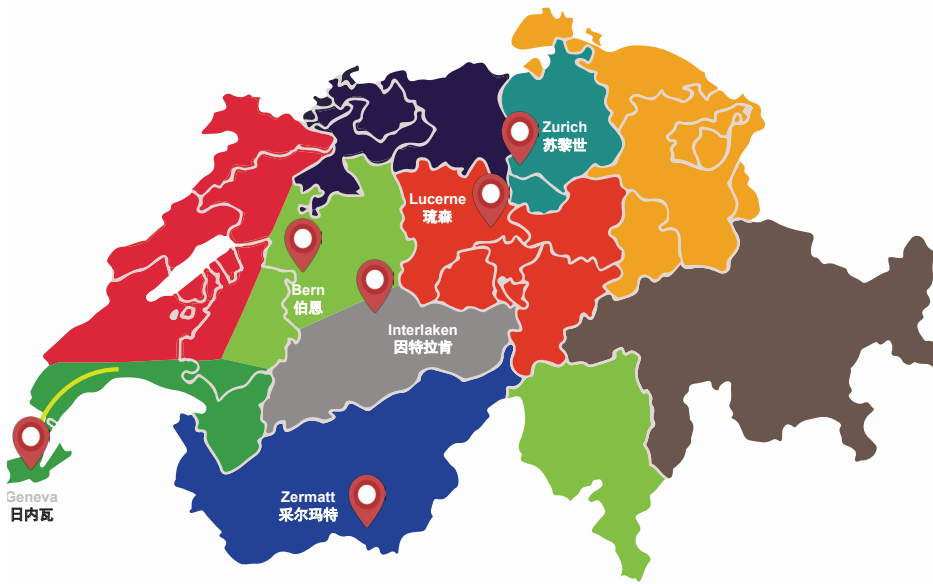 Zurich
苏黎世
Lucerne
琉森
Bern
伯恩
Interlaken
因特拉肯
Zermatt
采尔玛特
Geneva
日内瓦